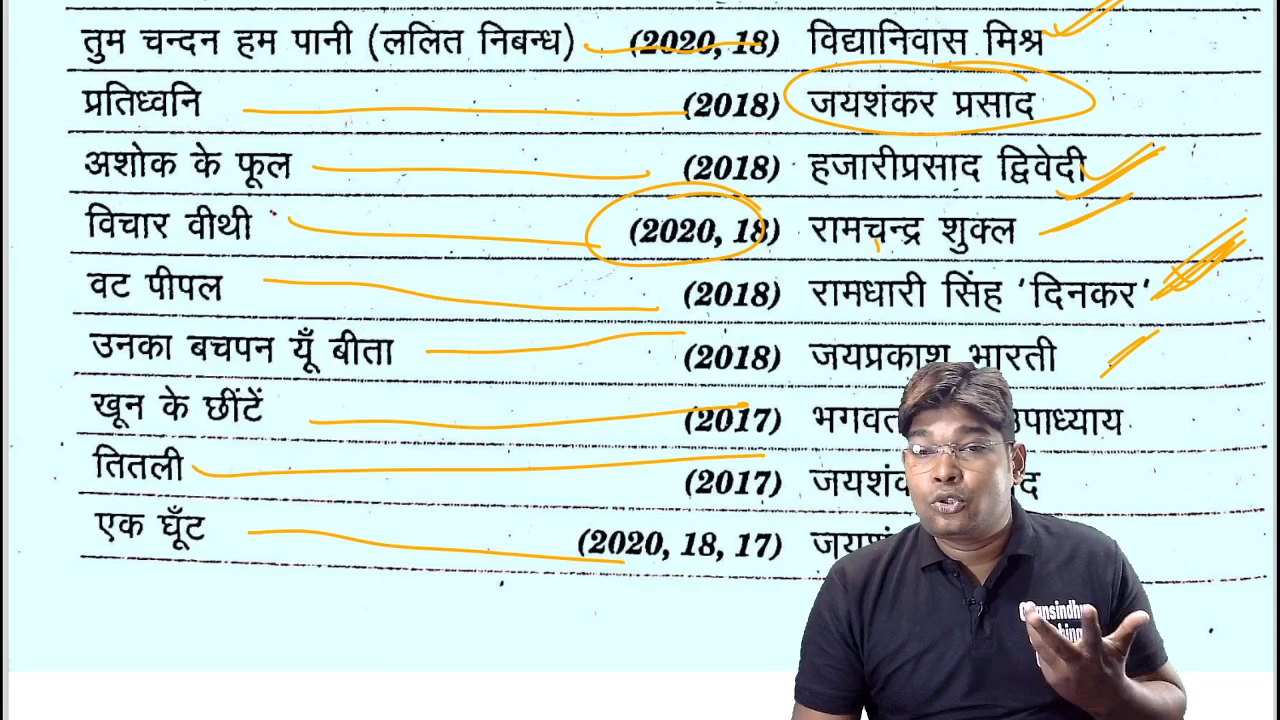 तुम चन्दन हम पानी (ललित निबन्ध) (2020, 18) विद्यानिवास मिश्र
प्रतिध्वनि (2018) जयशंकर प्रसाद
अशोक के फूल (2018) हजारीप्रसाद द्विवेदी
विचार वीथी (2020, 18) रामचन्द्र शुक्ल
वट पीपल (2018) रामधारी सिंह 'दिनकर'
उनका बचपन यूँ बीता (2018) जयप्रकाश भारती
खून के छींटें (2017)
तितली (2017)
एक घूँट (2020, 18, 17)